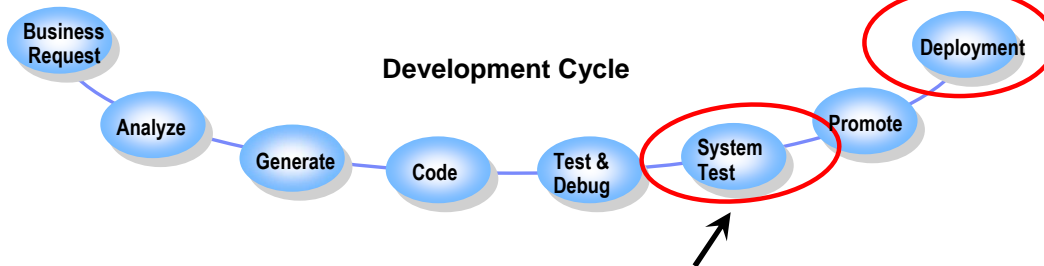 Business
Request
Deployment
Development Cycle
Analyze
Promote
Generate
Code
Test &
Debug
System
Test